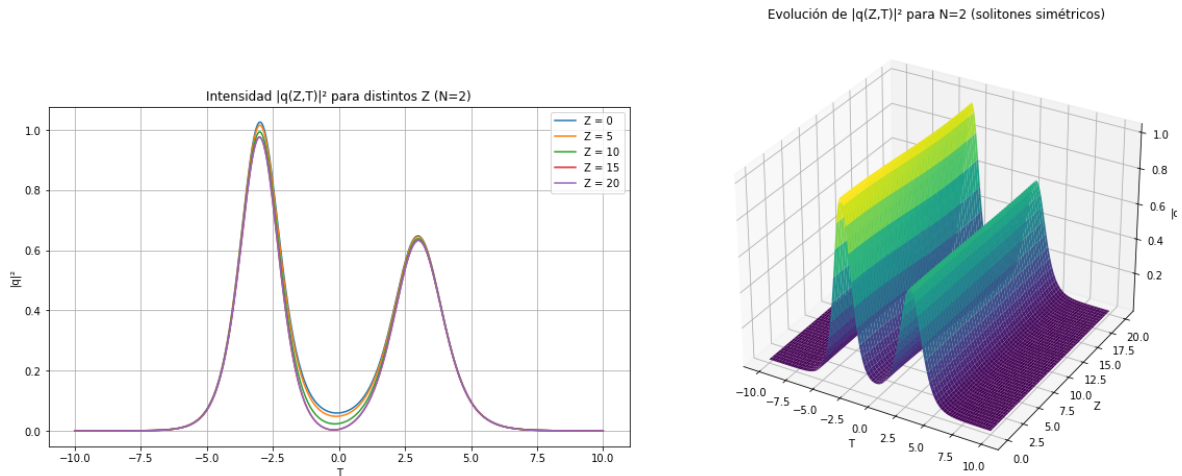 Evolución de |q(Z,T)|² para N=2 (solitones simétricos)
Intensidad |q(Z,T)|² para distintos Z (N=2)
1.0
0.8
0.6
0.4
0.2
0.0
|q|²
-10.0 -7.5 -5.0 -2.5 0.0 2.5 5.0 7.5 10.0
T
Z = 0
Z = 5
Z = 10
Z = 15
Z = 20
1.0
0.8
0.6
0.4
0.2
|q
-10.0 -7.5 -5.0 -2.5 0.0 2.5 5.0 7.5 10.0
T
0.0 2.5 5.0 7.5 10.0 12.5 15.0 17.5 20.0
Z